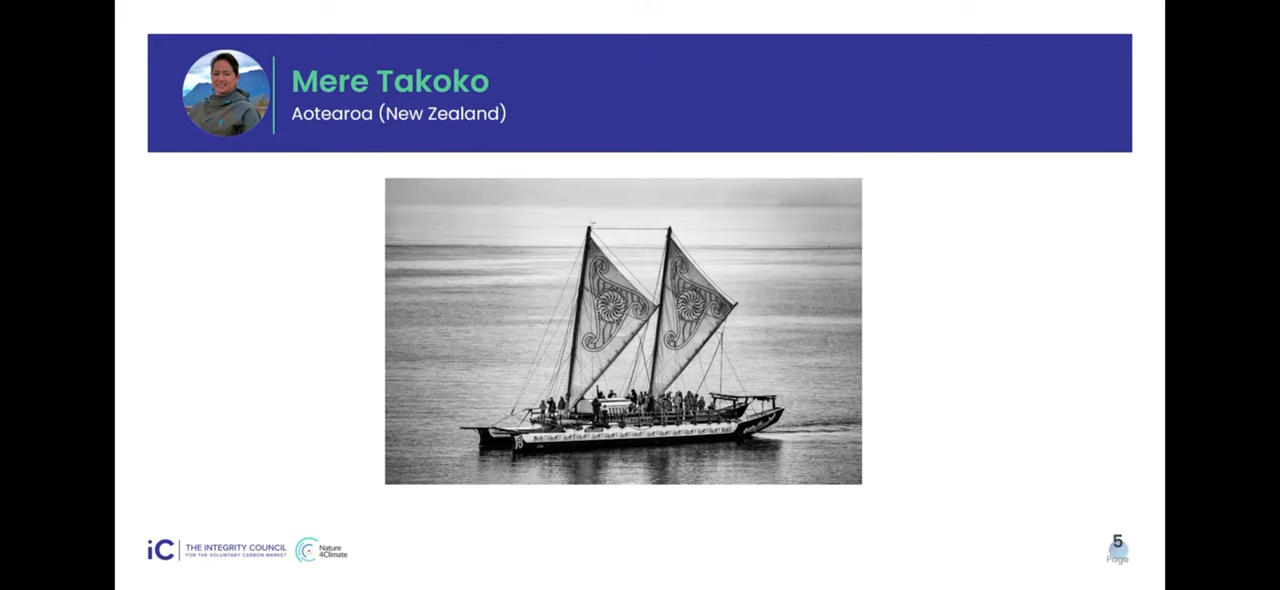 Mere Takoko
Aotearoa (New Zealand)
iC THE INTEGRITY COUNCIL
FOR THE VOLUNTARY CARBON MARKET
Nature
4Climate
5
Page